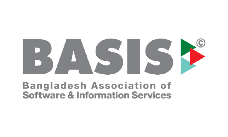 BASIS ©
Bangladesh Association of
Software & Information Services